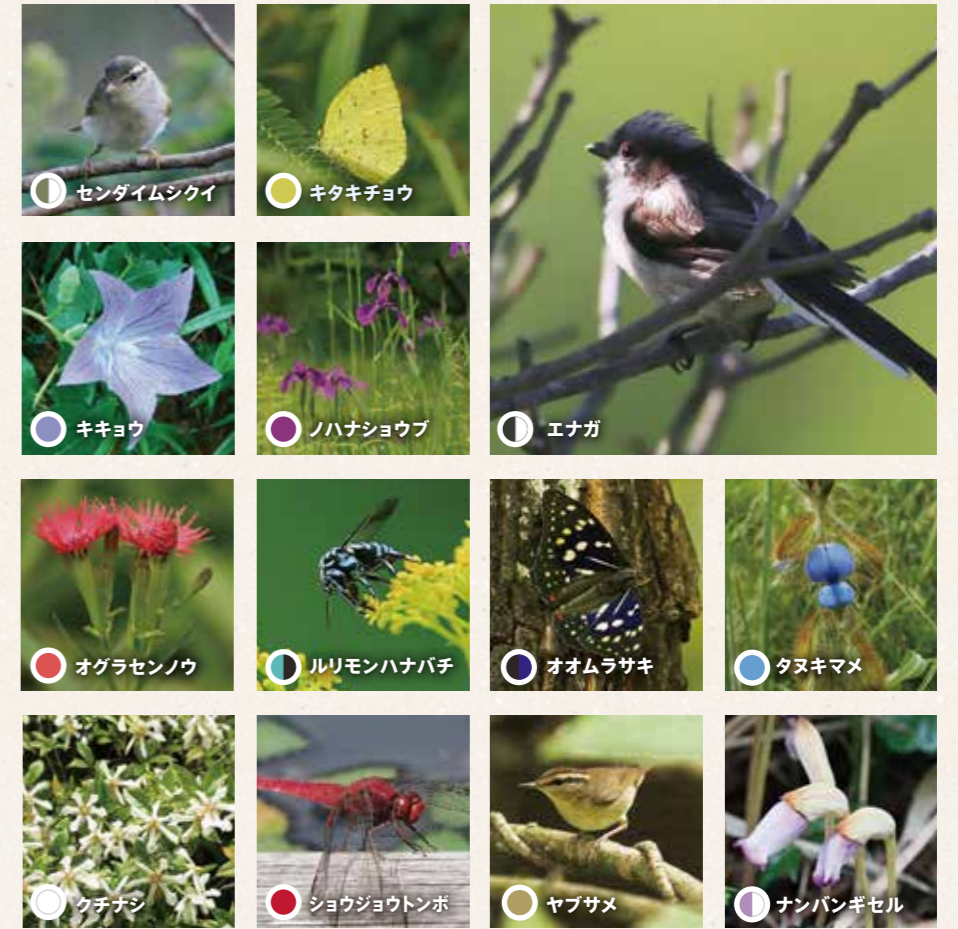 センダイムシクイ
キタキチョウ
エナガ
キキョウ
ノハナショウブ
オグラセンノウ
ルリモンハナバチ
オオムラサキ
タヌキマメ
クチナシ
ショウジョウトンボ
ヤブサメ
ナンバンギセル